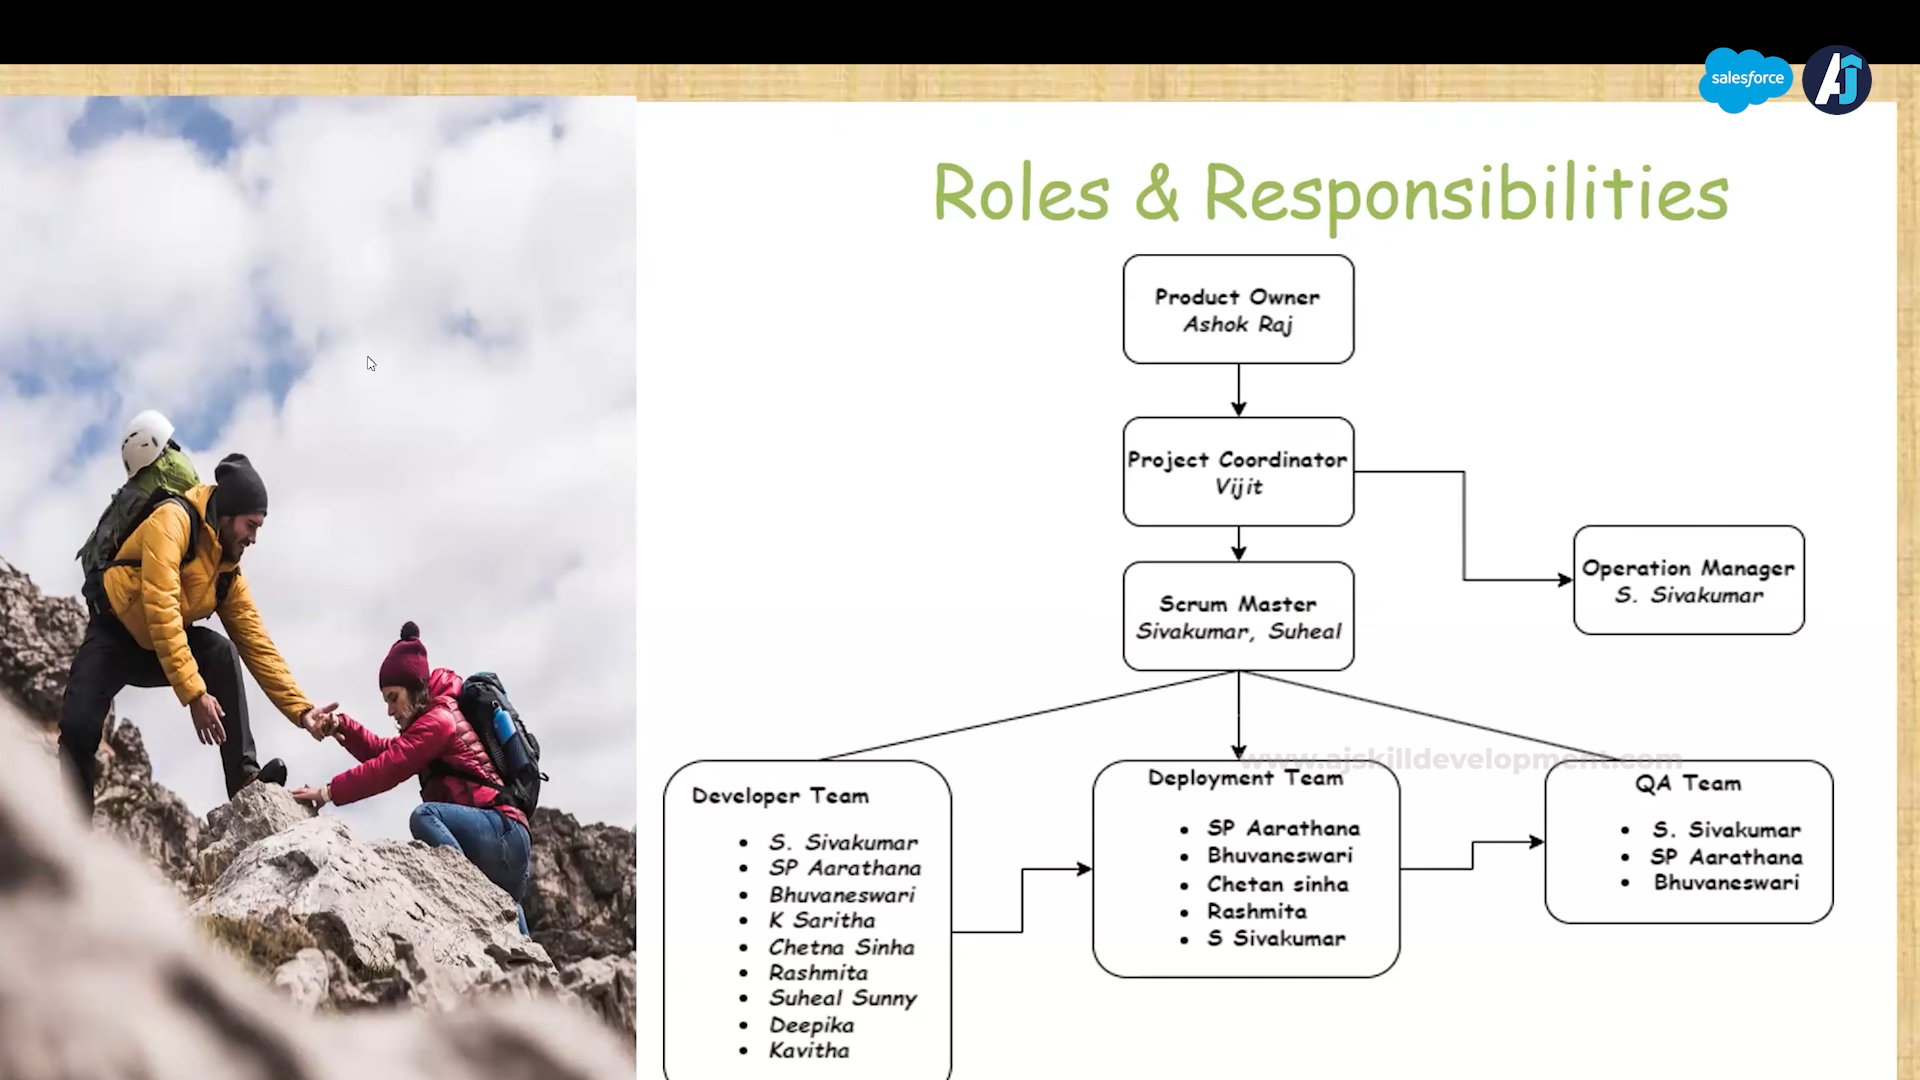 salesforce
AJ
Roles & Responsibilities
Product Owner
Ashok Raj
Project Coordinator
Vijit
Operation Manager
S. Sivakumar
Scrum Master
Sivakumar, Suheal
www.ajskilldevelopment.com
Developer Team
• S. Sivakumar
• SP Aarathana
• Bhuvaneswari
• K Saritha
• Chetna Sinha
• Rashmita
• Suheal Sunny
• Deepika
• Kavitha
Deployment Team
• SP Aarathana
• Bhuvaneswari
• Chetan sinha
• Rashmita
• S Sivakumar
QA Team
• S. Sivakumar
• SP Aarathana
• Bhuvaneswari